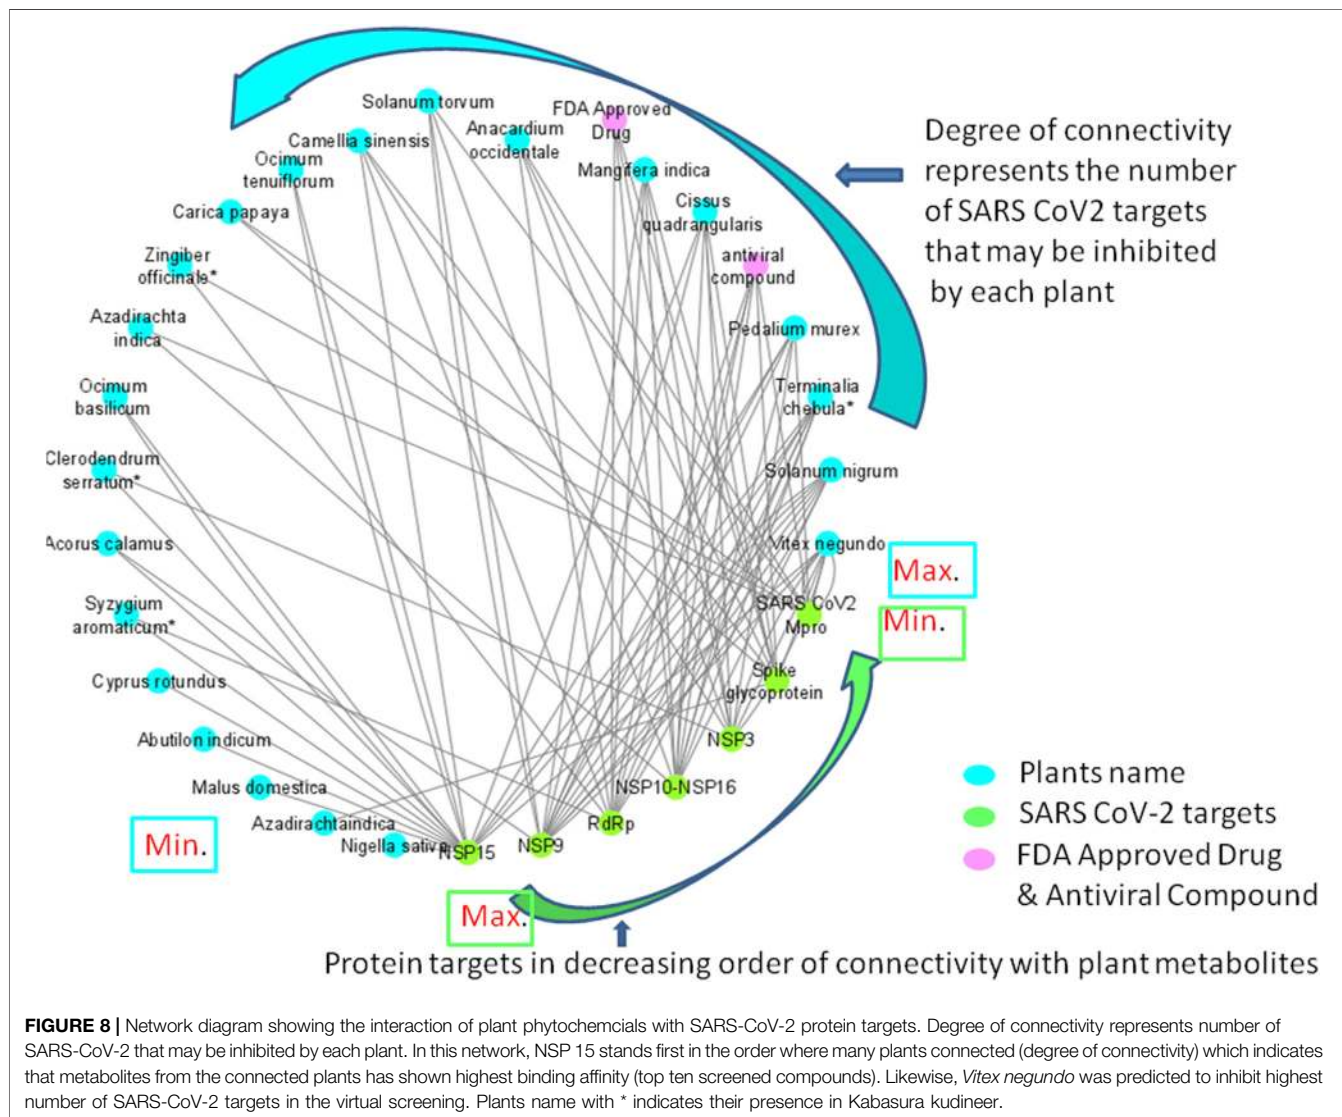 Solanum torvum
FDA Approved
Drug
Anacardium
occidentale
Camellia sinensis
Ocimum
tenuiflorum
Mangifera indica
Carica papaya
Cissus
quadrangularis
Zingiber
officinale*
antiviral
compound
Azadirachta
indica
Pedalium murex
Ocimum
basilicum
Terminalia
chebula*
Clerodendrum
serratum*
Solanum nigrum
Acorus calamus
Vitex negundo
Syzygium
aromaticum*
SARS CoV2
Mpro
Cyprus rotundus
Spike
glycoprotein
Abutilon indicum
NSP3
Malus domestica
NSP10-NSP16
Azadirachtaindica
RdRp
Nigella sativa
NSP15
NSP9
Degree of connectivity
represents the number
of SARS CoV2 targets
that may be inhibited
by each plant
Max.
Min.
Min.
Max.
Plants name
SARS CoV-2 targets
FDA Approved Drug
& Antiviral Compound
Protein targets in decreasing order of connectivity with plant metabolites
FIGURE 8 | Network diagram showing the interaction of plant phytochemcials with SARS-CoV-2 protein targets. Degree of connectivity represents number of
SARS-CoV-2 that may be inhibited by each plant. In this network, NSP 15 stands first in the order where many plants connected (degree of connectivity) which indicates
that metabolites from the connected plants has shown highest binding affinity (top ten screened compounds). Likewise, Vitex negundo was predicted to inhibit highest
number of SARS-CoV-2 targets in the virtual screening. Plants name with * indicates their presence in Kabasura kudineer.